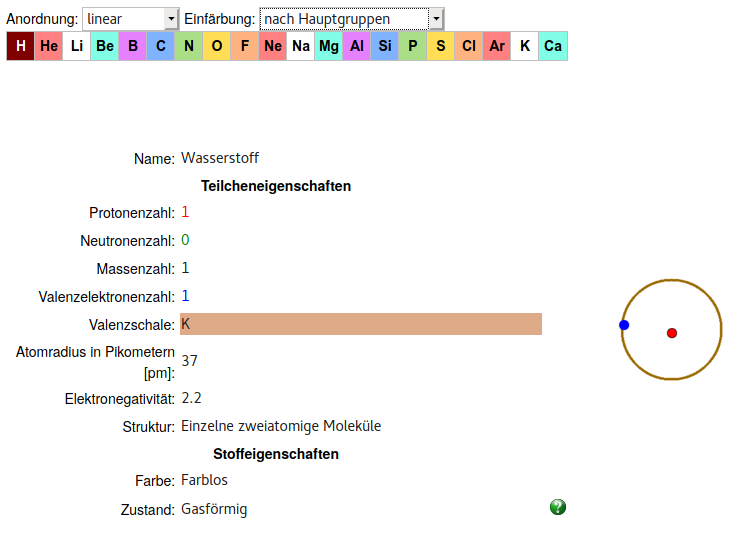 Anordnung: linear Einfärbung: nach Hauptgruppen
H He Li Be B C N O F Ne Na Mg Al Si P S Cl Ar K Ca
Name: Wasserstoff
Teilcheneigenschaften
Protonenzahl: 1
Neutronenzahl: 0
Massenzahl: 1
Valenzelektronenzahl: 1
Valenzschale: K
Atomradius in Pikometern
[pm]: 37
Elektronegativität: 2.2
Struktur: Einzelne zweiatomige Moleküle
Stoffeigenschaften
Farbe: Farblos
Zustand: Gasförmig ?